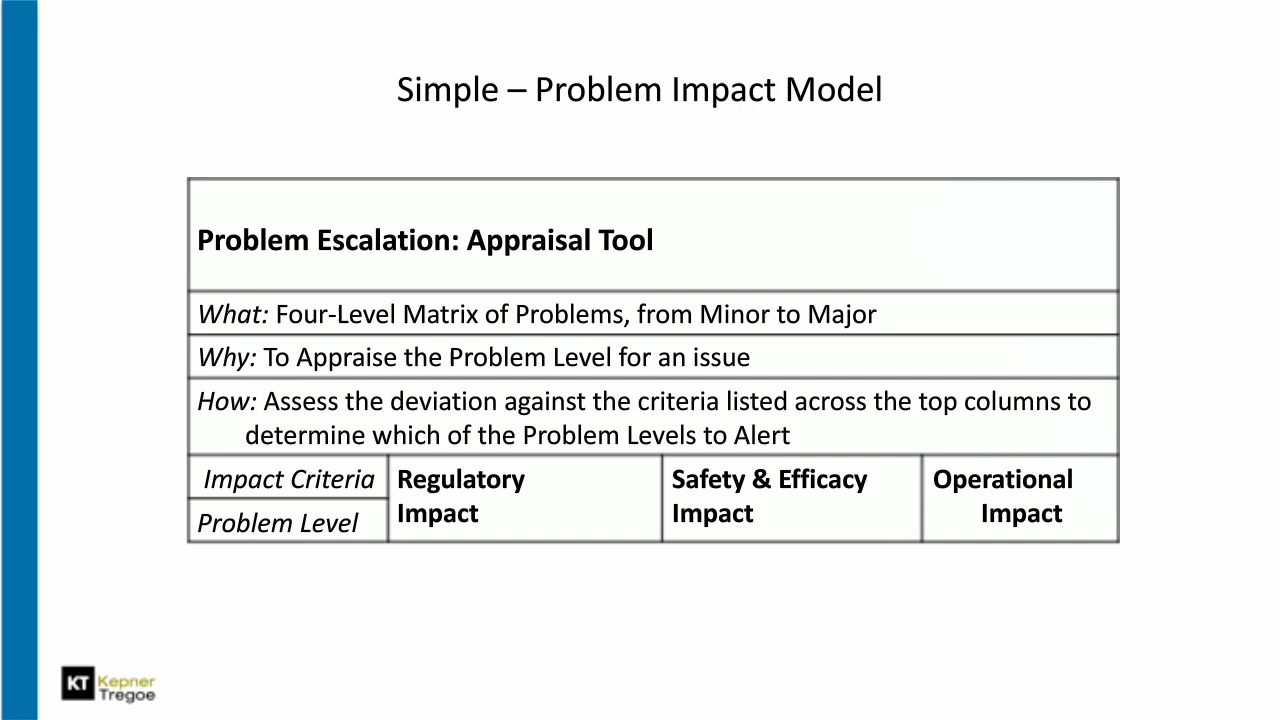 Simple – Problem Impact Model
Problem Escalation: Appraisal Tool
What: Four-Level Matrix of Problems, from Minor to Major
Why: To Appraise the Problem Level for an issue
How: Assess the deviation against the criteria listed across the top columns to
determine which of the Problem Levels to Alert
Impact Criteria
Problem Level
Regulatory
Impact
Safety & Efficacy
Impact
Operational
Impact
KT Kepner
Tregoe